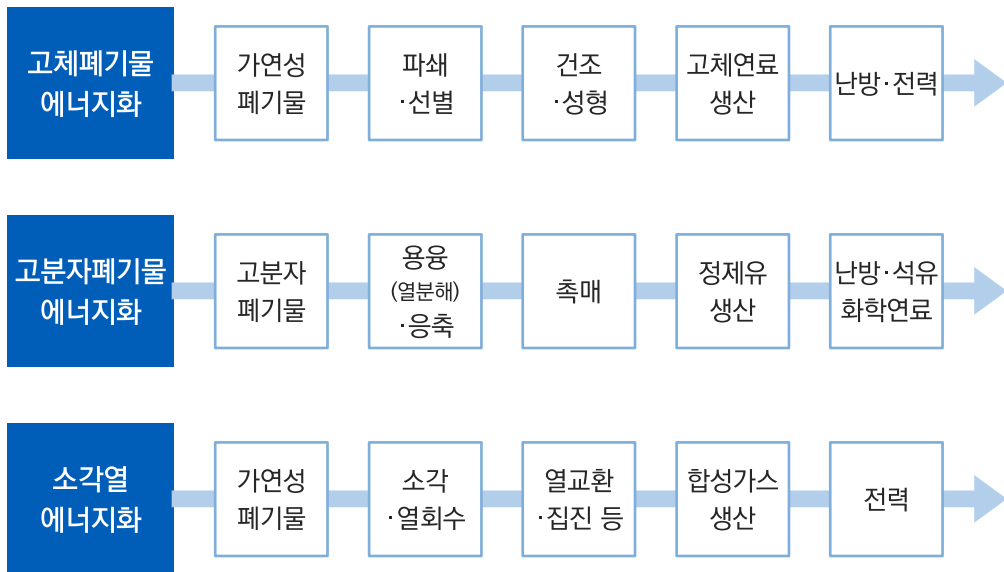 고체폐기물
에너지화
가연성
폐기물
파쇄
·선별
건조
·성형
고체연료
생산
난방·전력
고분자폐기물
에너지화
고분자
폐기물
용융
(열분해)
·응축
촉매
정제유
생산
난방·석유
화학연료
소각열
에너지화
가연성
폐기물
소각
·열회수
열교환
·집진 등
합성가스
생산
전력